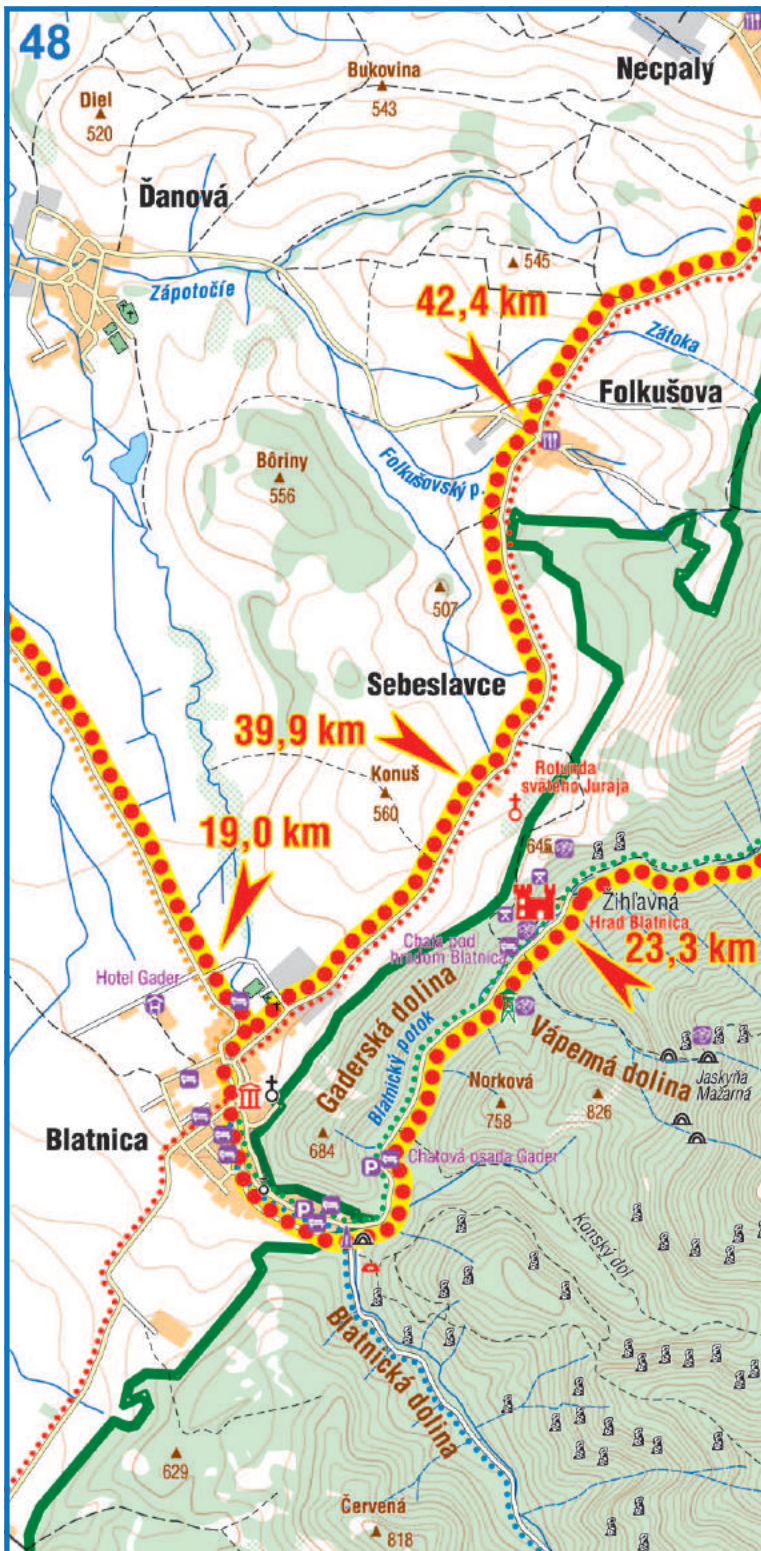 48
Necpaly
Bukovina
543
Diel
520
Ďanová
545
Zápotočie
42,4 km
Zátoka
Folkušova
Bôriny
556
Folkušovský p.
507
Sebeslavce
39,9 km
Konuš
560
Rotunda
svätého Juraja
19,0 km
645
Žihľavná
Hrad Blatnica
Chata pod
hradom Blatnica
23,3 km
Hotel Gader
Gaderská dolina
Blatnický potok
Vápenná dolina
Jaskyňa
Mažarná
Norková
758
826
Blatnica
684
P
Chatová osada Gader
P
Konský dol
Blatnická dolina
629
Červená
818